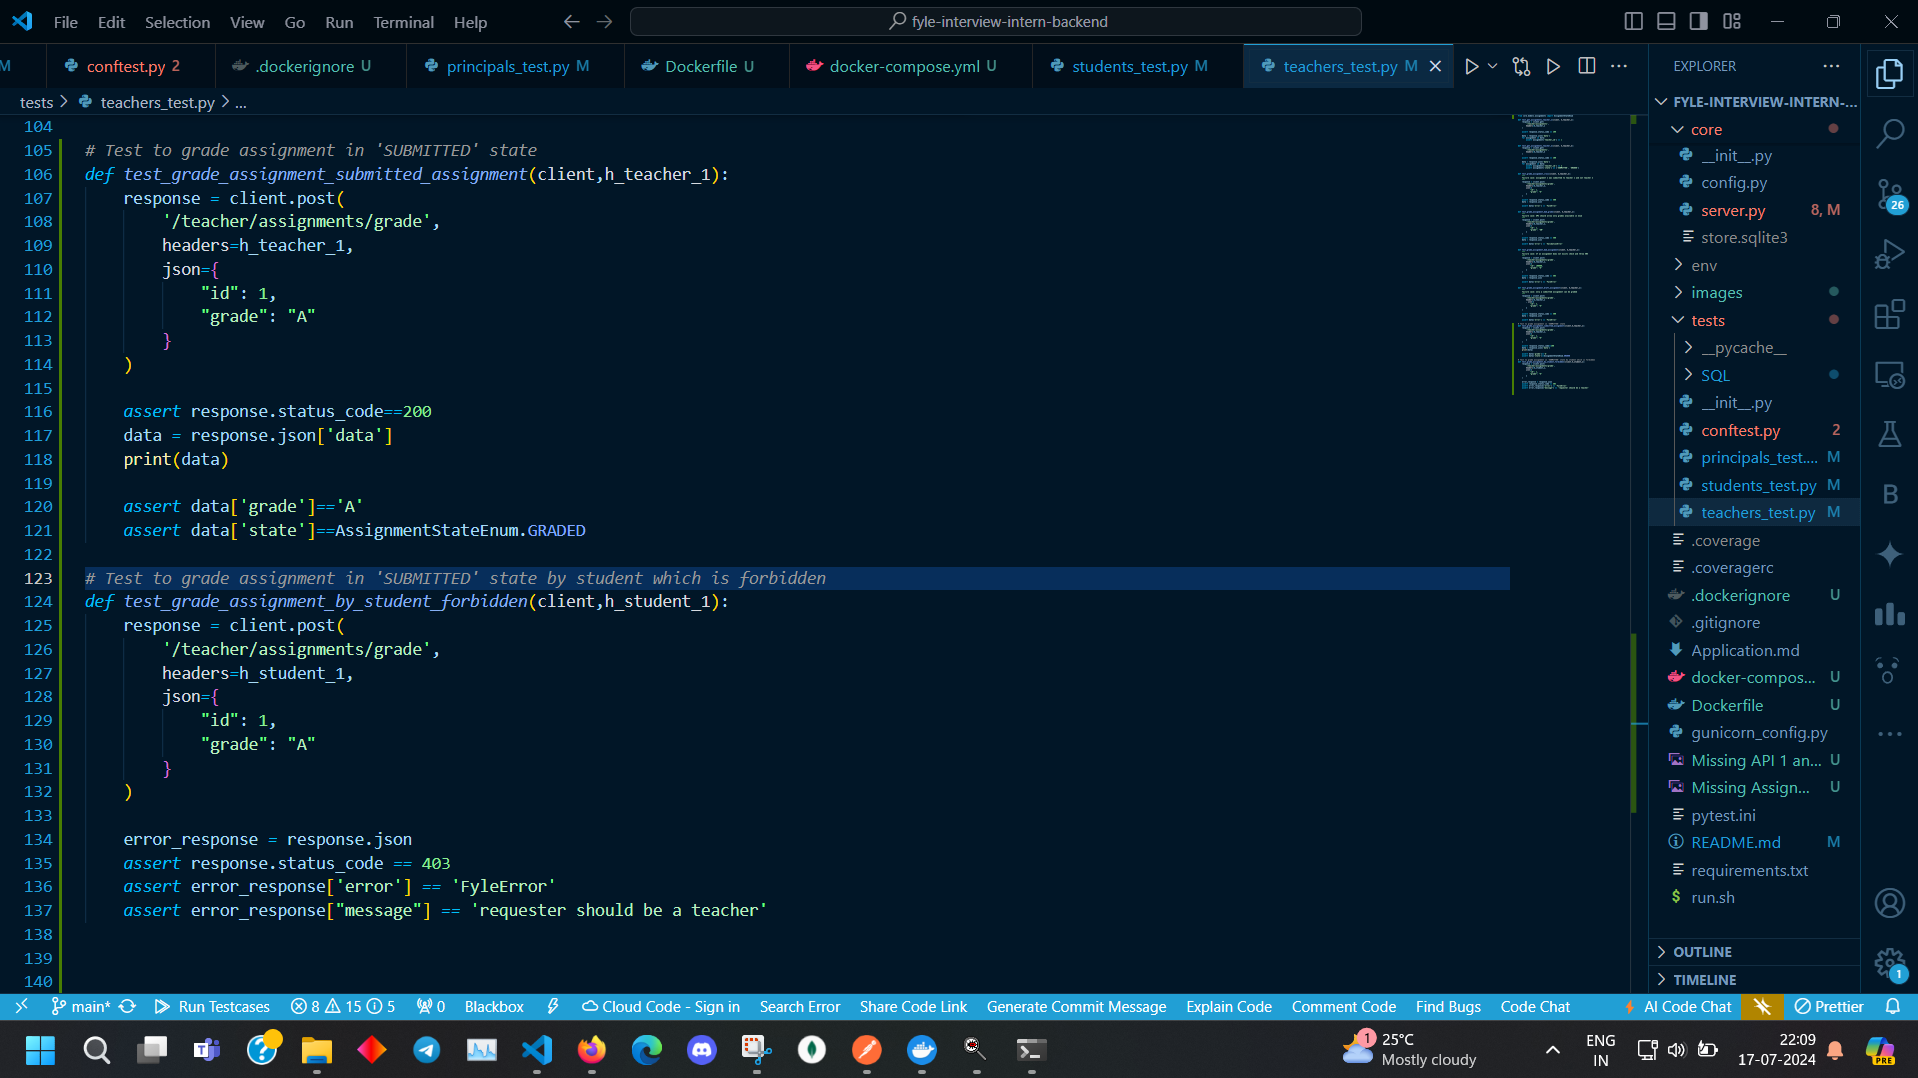 File Edit Selection View Go Run Terminal Help
fyle-interview-intern-backend
M conftest.py 2 .dockerignore U principals_test.py M Dockerfile U docker-compose.yml U students_test.py M teachers_test.py M
tests > teachers_test.py > ...
104
105 # Test to grade assignment in 'SUBMITTED' state
106 def test_grade_assignment_submitted_assignment(client,h_teacher_1):
107 response = client.post(
108 '/teacher/assignments/grade',
109 headers=h_teacher_1,
110 json={
111 "id": 1,
112 "grade": "A"
113 }
114 )
115
116 assert response.status_code==200
117 data = response.json['data']
118 print(data)
119
120 assert data['grade']=='A'
121 assert data['state']==AssignmentStateEnum.GRADED
122
123 # Test to grade assignment in 'SUBMITTED' state by student which is forbidden
124 def test_grade_assignment_by_student_forbidden(client,h_student_1):
125 response = client.post(
126 '/teacher/assignments/grade',
127 headers=h_student_1,
128 json={
129 "id": 1,
130 "grade": "A"
131 }
132 )
133
134 error_response = response.json
135 assert response.status_code == 403
136 assert error_response['error'] == 'FyleError'
137 assert error_response["message"] == 'requester should be a teacher'
138
139
140
EXPLORER
FYLE-INTERVIEW-INTERN-...
core
__init__.py
config.py
server.py 8, M
store.sqlite3
env
images
tests
__pycache__
SQL
__init__.py
conftest.py 2
principals_test.... M
students_test.py M
teachers_test.py M
.coverage
.coveragerc
.dockerignore U
.gitignore
Application.md
docker-compos... U
Dockerfile U
gunicorn_config.py
Missing API 1 an... U
Missing Assign... U
pytest.ini
README.md M
requirements.txt
run.sh
OUTLINE
TIMELINE
26
B
1
main* Run Testcases 8 15 5 0 Blackbox Cloud Code - Sign in Search Error Share Code Link Generate Commit Message Explain Code Comment Code Find Bugs Code Chat AI Code Chat Prettier
1 25°C
Mostly cloudy
ENG
IN
22:09
17-07-2024
PRE